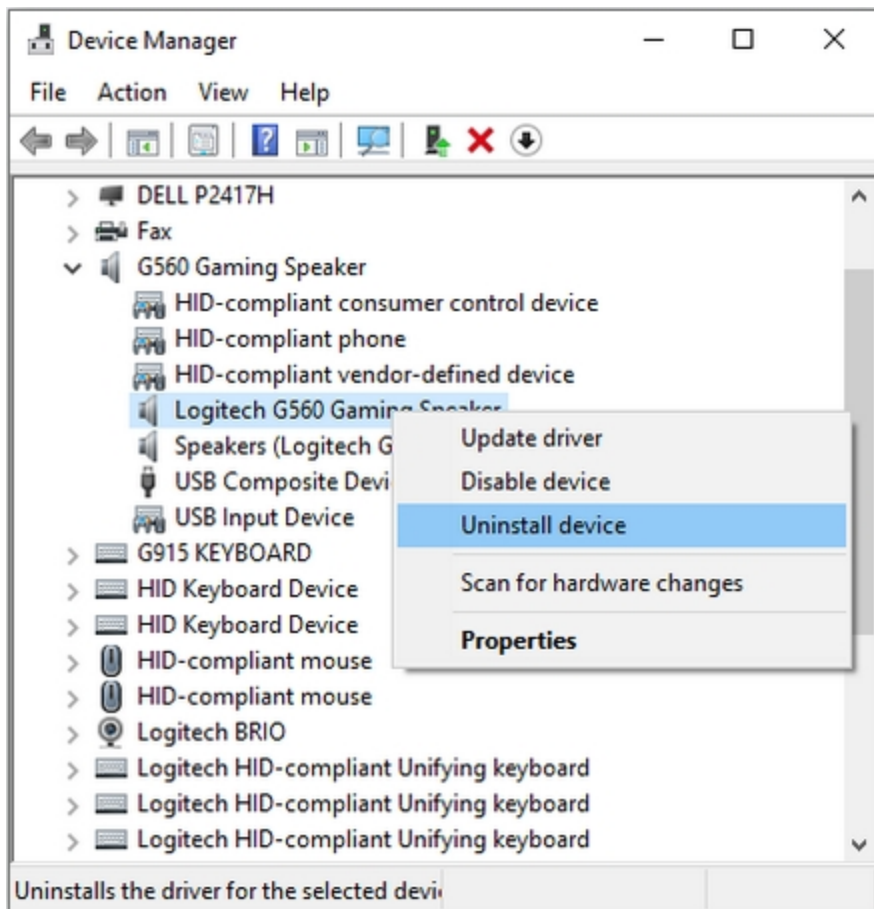 Device Manager
File Action View Help
DELL P2417H
Fax
G560 Gaming Speaker
HID-compliant consumer control device
HID-compliant phone
HID-compliant vendor-defined device
Logitech G560 Gaming Speaker
Speakers (Logitech G
USB Composite Devi
USB Input Device
Update driver
Disable device
Uninstall device
Scan for hardware changes
Properties
G915 KEYBOARD
HID Keyboard Device
HID Keyboard Device
HID-compliant mouse
HID-compliant mouse
Logitech BRIO
Logitech HID-compliant Unifying keyboard
Logitech HID-compliant Unifying keyboard
Logitech HID-compliant Unifying keyboard
Uninstalls the driver for the selected devi